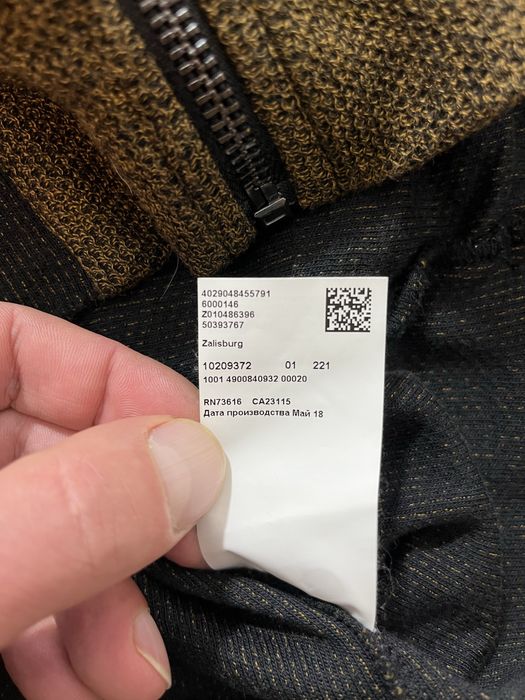 4029048455791
6000146
Z010486396
50393767
Zalisburg
10209372 01 221
1001 4900840932 00020
RN73616 CA23115
Дата производства Май 18